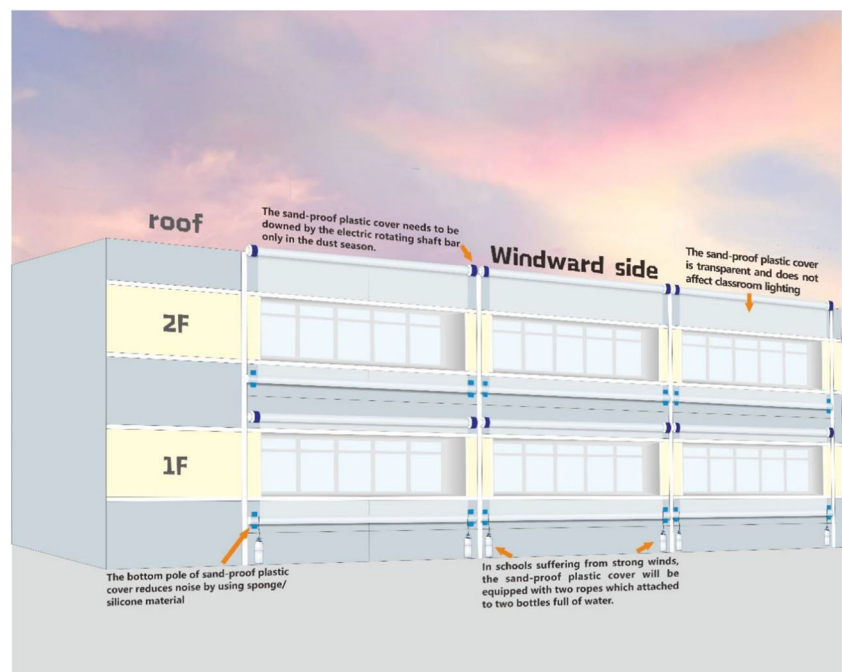 roof
The sand-proof plastic cover needs to be
downed by the electric rotating shaft bar
only in the dust season.
Windward side
The sand-proof plastic cover
is transparent and does not
affect classroom lighting
2F
1F
The bottom pole of sand-proof plastic
cover reduces noise by using sponge/
silicone material
In schools suffering from strong winds,
the sand-proof plastic cover will be
equipped with two ropes which attached
to two bottles full of water.